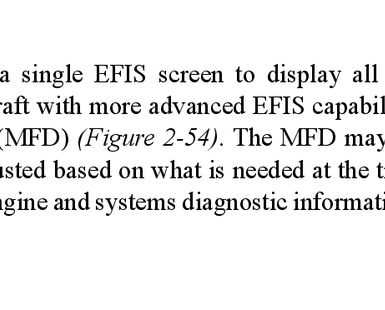 a single EFIS screen to display all
raft with more advanced EFIS capabil
(MFD) (Figure 2-54). The MFD may
usted based on what is needed at the t
ngine and systems diagnostic informati